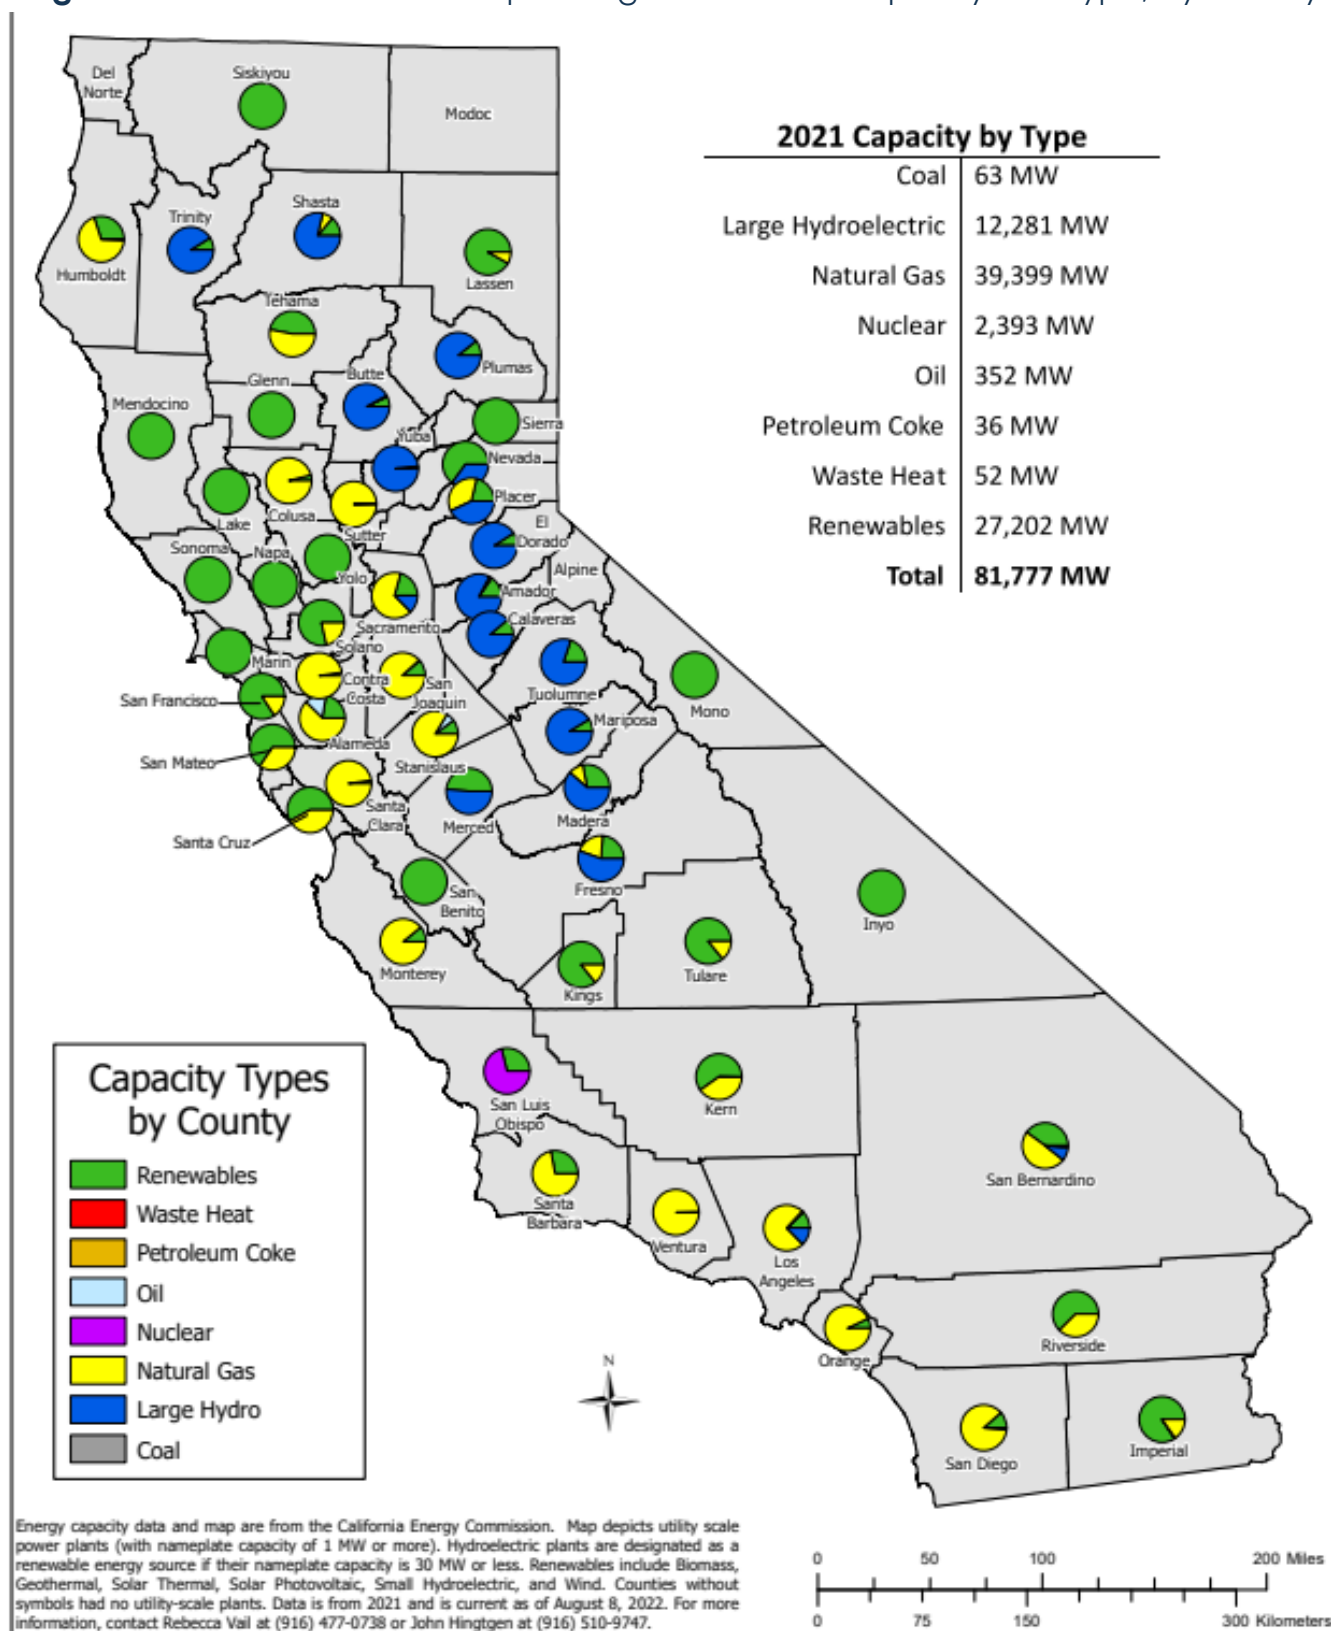 Del
Norte
Siskiyou
Modoc
2021 Capacity by Type
Coal 63 MW
Large Hydroelectric 12,281 MW
Natural Gas 39,399 MW
Nuclear 2,393 MW
Oil 352 MW
Petroleum Coke 36 MW
Waste Heat 52 MW
Renewables 27,202 MW
Total 81,777 MW
Humboldt
Trinity
Shasta
Lassen
Tehama
Plumas
Glenn
Butte
Mendocino
Sierra
Yuba
Nevada
Lake
Colusa
Placer
Sutter
El
Dorado
Sonoma
Napa
Yolo
Alpine
Amador
Sacramento
Calaveras
Solano
Marin
Contra
Costa
San
Joaquin
Tuolumne
Mono
San Francisco
Alameda
Mariposa
San Mateo
Stanislaus
Santa
Clara
Merced
Madera
Santa Cruz
San
Benito
Fresno
Inyo
Monterey
Kings
Tulare
San Luis
Obispo
Kern
Santa
Barbara
Ventura
Los
Angeles
San Bernardino
Orange
Riverside
San Diego
Imperial
Capacity Types
by County
Renewables
Waste Heat
Petroleum Coke
Oil
Nuclear
Natural Gas
Large Hydro
Coal
N
Energy capacity data and map are from the California Energy Commission. Map depicts utility scale
power plants (with nameplate capacity of 1 MW or more). Hydroelectric plants are designated as a
renewable energy source if their nameplate capacity is 30 MW or less. Renewables include Biomass,
Geothermal, Solar Thermal, Solar Photovoltaic, Small Hydroelectric, and Wind. Counties without
symbols had no utility-scale plants. Data is from 2021 and is current as of August 8, 2022. For more
information, contact Rebecca Vail at (916) 477-0738 or John Hingtgen at (916) 510-9747.
0 50 100 200 Miles
0 75 150 300 Kilometers